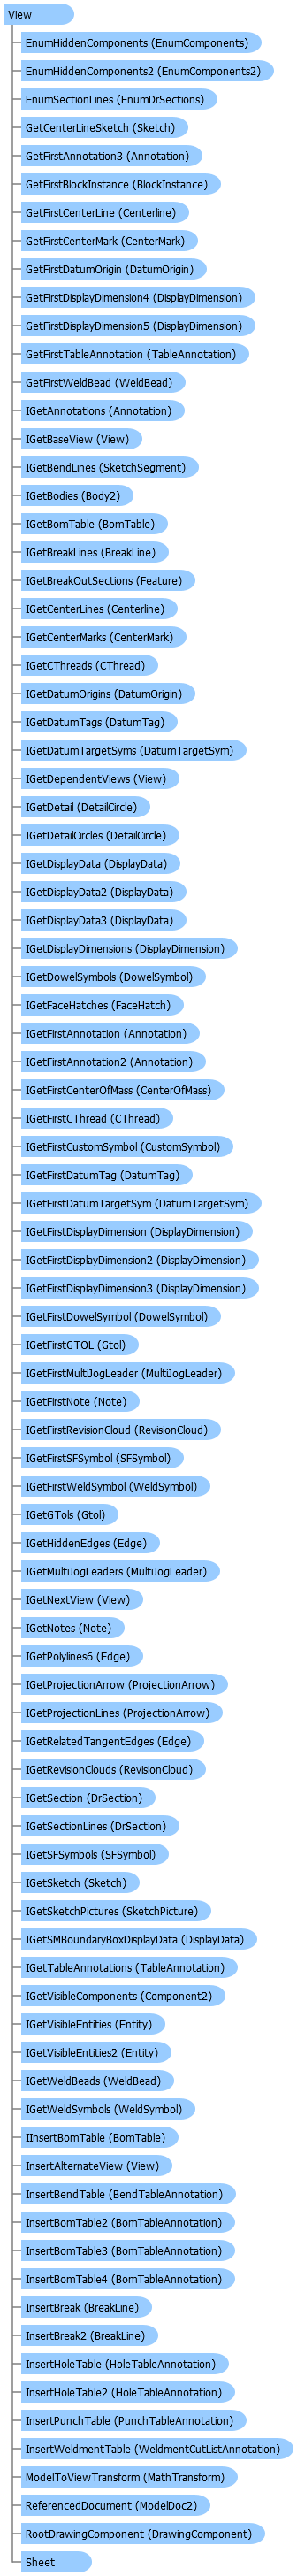 View
EnumHiddenComponents (EnumComponents)
EnumHiddenComponents2 (EnumComponents2)
EnumSectionLines (EnumDrSections)
GetCenterLineSketch (Sketch)
GetFirstAnnotation3 (Annotation)
GetFirstBlockInstance (BlockInstance)
GetFirstCenterLine (Centerline)
GetFirstCenterMark (CenterMark)
GetFirstDatumOrigin (DatumOrigin)
GetFirstDisplayDimension4 (DisplayDimension)
GetFirstDisplayDimension5 (DisplayDimension)
GetFirstTableAnnotation (TableAnnotation)
GetFirstWeldBead (WeldBead)
IGetAnnotations (Annotation)
IGetBaseView (View)
IGetBendLines (SketchSegment)
IGetBodies (Body2)
IGetBomTable (BomTable)
IGetBreakLines (BreakLine)
IGetBreakOutSections (Feature)
IGetCenterLines (Centerline)
IGetCenterMarks (CenterMark)
IGetCThreads (CThread)
IGetDatumOrigins (DatumOrigin)
IGetDatumTags (DatumTag)
IGetDatumTargetSyms (DatumTargetSym)
IGetDependentViews (View)
IGetDetail (DetailCircle)
IGetDetailCircles (DetailCircle)
IGetDisplayData (DisplayData)
IGetDisplayData2 (DisplayData)
IGetDisplayData3 (DisplayData)
IGetDisplayDimensions (DisplayDimension)
IGetDowelSymbols (DowelSymbol)
IGetFaceHatches (FaceHatch)
IGetFirstAnnotation (Annotation)
IGetFirstAnnotation2 (Annotation)
IGetFirstCenterOfMass (CenterOfMass)
IGetFirstCThread (CThread)
IGetFirstCustomSymbol (CustomSymbol)
IGetFirstDatumTag (DatumTag)
IGetFirstDatumTargetSym (DatumTargetSym)
IGetFirstDisplayDimension (DisplayDimension)
IGetFirstDisplayDimension2 (DisplayDimension)
IGetFirstDisplayDimension3 (DisplayDimension)
IGetFirstDowelSymbol (DowelSymbol)
IGetFirstGTOL (Gtol)
IGetFirstMultiJogLeader (MultiJogLeader)
IGetFirstNote (Note)
IGetFirstRevisionCloud (RevisionCloud)
IGetFirstSFSymbol (SFSymbol)
IGetFirstWeldSymbol (WeldSymbol)
IGetGTols (Gtol)
IGetHiddenEdges (Edge)
IGetMultiJogLeaders (MultiJogLeader)
IGetNextView (View)
IGetNotes (Note)
IGetPolylines6 (Edge)
IGetProjectionArrow (ProjectionArrow)
IGetProjectionLines (ProjectionArrow)
IGetRelatedTangentEdges (Edge)
IGetRevisionClouds (RevisionCloud)
IGetSection (DrSection)
IGetSectionLines (DrSection)
IGetSFSymbols (SFSymbol)
IGetSketch (Sketch)
IGetSketchPictures (SketchPicture)
IGetSMBoundaryBoxDisplayData (DisplayData)
IGetTableAnnotations (TableAnnotation)
IGetVisibleComponents (Component2)
IGetVisibleEntities (Entity)
IGetVisibleEntities2 (Entity)
IGetWeldBeads (WeldBead)
IGetWeldSymbols (WeldSymbol)
IInsertBomTable (BomTable)
InsertAlternateView (View)
InsertBendTable (BendTableAnnotation)
InsertBomTable2 (BomTableAnnotation)
InsertBomTable3 (BomTableAnnotation)
InsertBomTable4 (BomTableAnnotation)
InsertBreak (BreakLine)
InsertBreak2 (BreakLine)
InsertHoleTable (HoleTableAnnotation)
InsertHoleTable2 (HoleTableAnnotation)
InsertPunchTable (PunchTableAnnotation)
InsertWeldmentTable (WeldmentCutListAnnotation)
ModelToViewTransform (MathTransform)
ReferencedDocument (ModelDoc2)
RootDrawingComponent (DrawingComponent)
Sheet